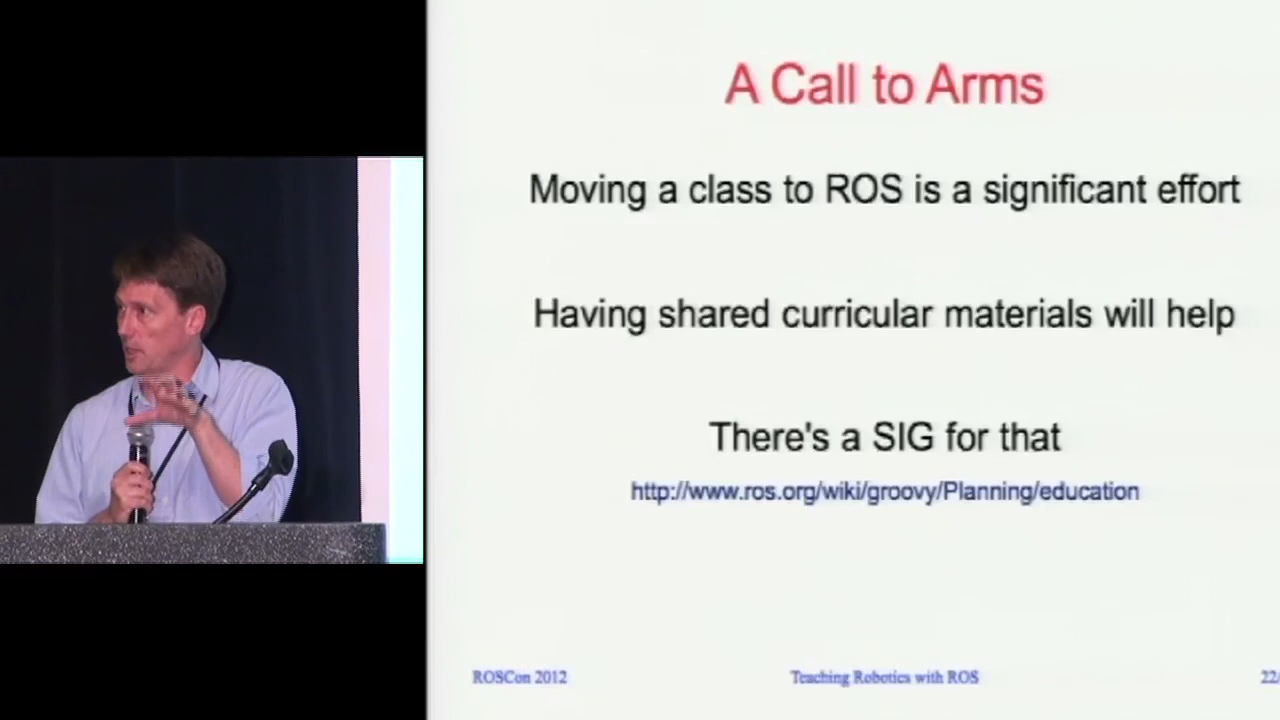 A Call to Arms
Moving a class to ROS is a significant effort
Having shared curricular materials will help
There's a SIG for that
http://www.ros.org/wiki/groovy/Planning/education
ROSCon 2012
Teaching Robotics with ROS
22/